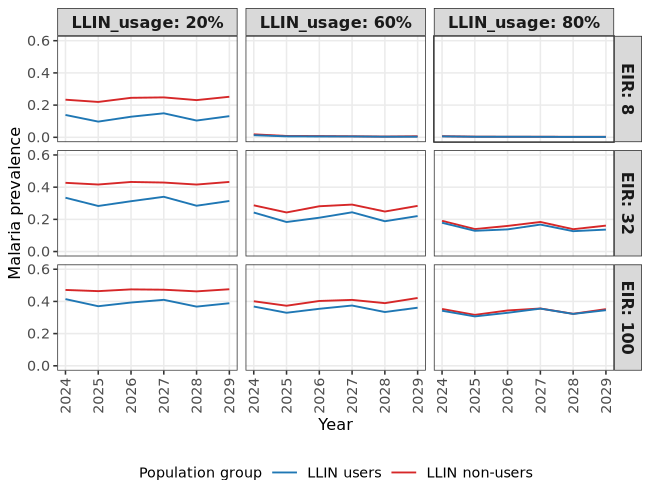 LLIN_usage: 20% LLIN_usage: 60% LLIN_usage: 80%
0.6
0.4
0.2
0.0
EIR: 8
0.6
0.4
0.2
0.0
EIR: 32
0.6
0.4
0.2
0.0
EIR: 100
Malaria prevalence
2024 2025 2026 2027 2028 2029 2024 2025 2026 2027 2028 2029 2024 2025 2026 2027 2028 2029
Year
Population group LLIN users LLIN non-users